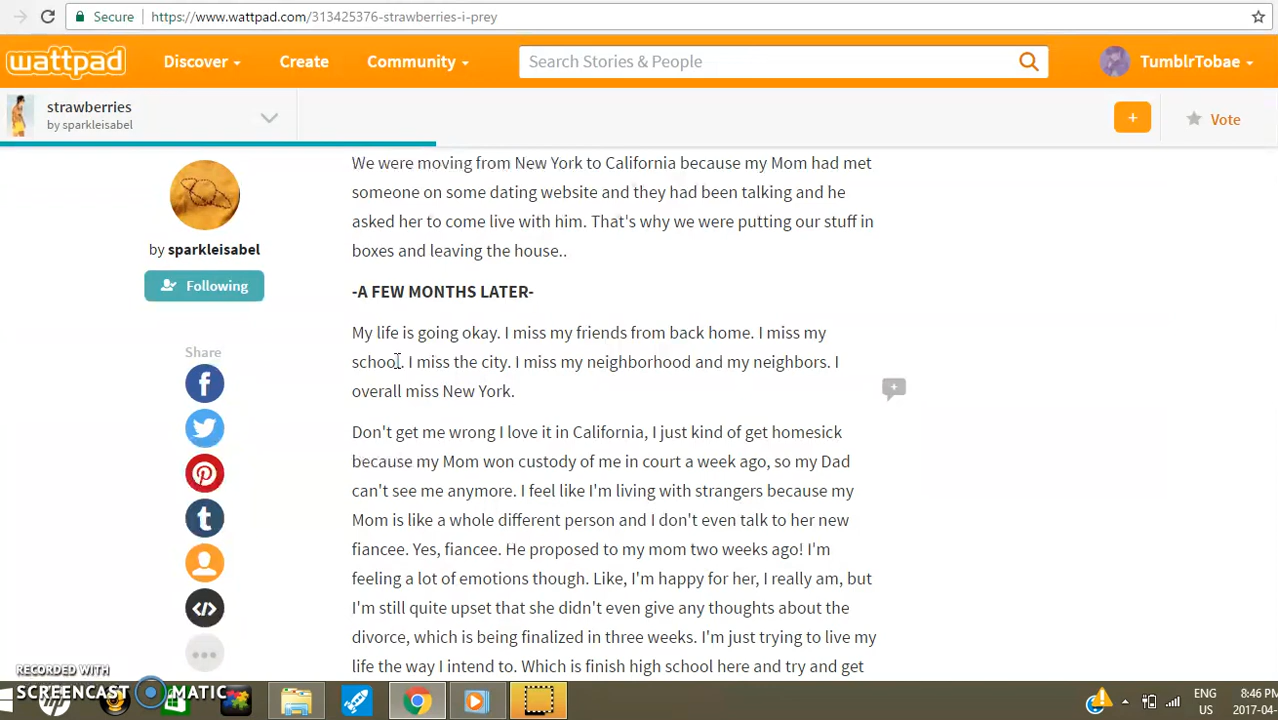 Secure https://www.wattpad.com/313425376-strawberries-i-prey
wattpad Discover Create Community Search Stories & People TumblrTobae
strawberries
by sparkleisabel
+ Vote
We were moving from New York to California because my Mom had met
someone on some dating website and they had been talking and he
asked her to come live with him. That's why we were putting our stuff in
boxes and leaving the house..
by sparkleisabel
Following
-A FEW MONTHS LATER-
My life is going okay. I miss my friends from back home. I miss my
school. I miss the city. I miss my neighborhood and my neighbors. I
overall miss New York.
Share
Don't get me wrong I love it in California, I just kind of get homesick
because my Mom won custody of me in court a week ago, so my Dad
can't see me anymore. I feel like I'm living with strangers because my
Mom is like a whole different person and I don't even talk to her new
fiancee. Yes, fiancee. He proposed to my mom two weeks ago! I'm
feeling a lot of emotions though. Like, I'm happy for her, I really am, but
I'm still quite upset that she didn't even give any thoughts about the
divorce, which is being finalized in three weeks. I'm just trying to live my
life the way I intend to. Which is finish high school here and try and get
RECORDED WITH
SCREENCAST MATIC
ENG 8:46 PM
US 2017-04-